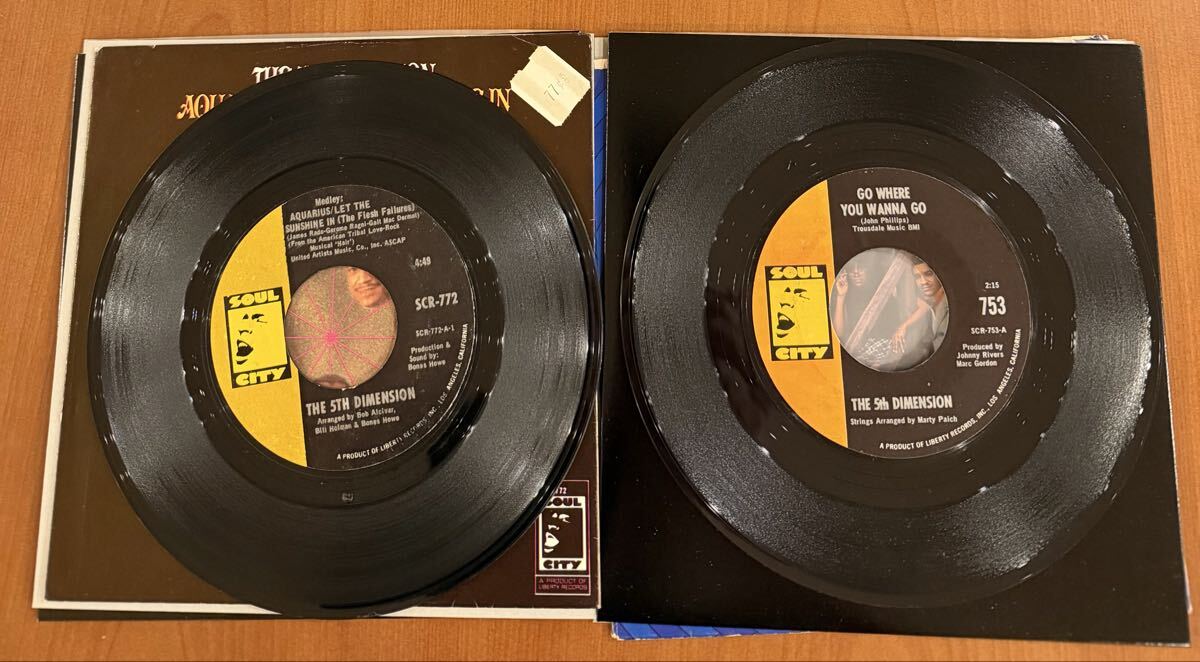 77¢
Medley:
AQUARIUS/LET THE
SUNSHINE IN (The Flesh Failures)
(James Rado-Gerome Ragni-Galt Mac Dermot)
(From the American Tribal Love-Rock
Musical 'Hair')
United Artists Music, Co., Inc. ASCAP
4:49
SOUL
CITY
SCR-772
SCR-772-A-1
Production &
Sound by:
Bones Howe
THE 5TH DIMENSION
Arranged by Bob Alcivar,
Bill Holman & Bones Howe
A PRODUCT OF LIBERTY RECORDS, INC., LOS ANGELES, CALIFORNIA
SOUL
CITY
A PRODUCT OF
LIBERTY RECORDS
GO WHERE
YOU WANNA GO
(John Phillips)
Trousdale Music BMI
SOUL
CITY
2:15
753
SCR-753-A
Produced by
Johnny Rivers
Marc Gordon
THE 5th DIMENSION
Strings Arranged by Marty Paich
A PRODUCT OF LIBERTY RECORDS, INC., LOS ANGELES, CALIFORNIA